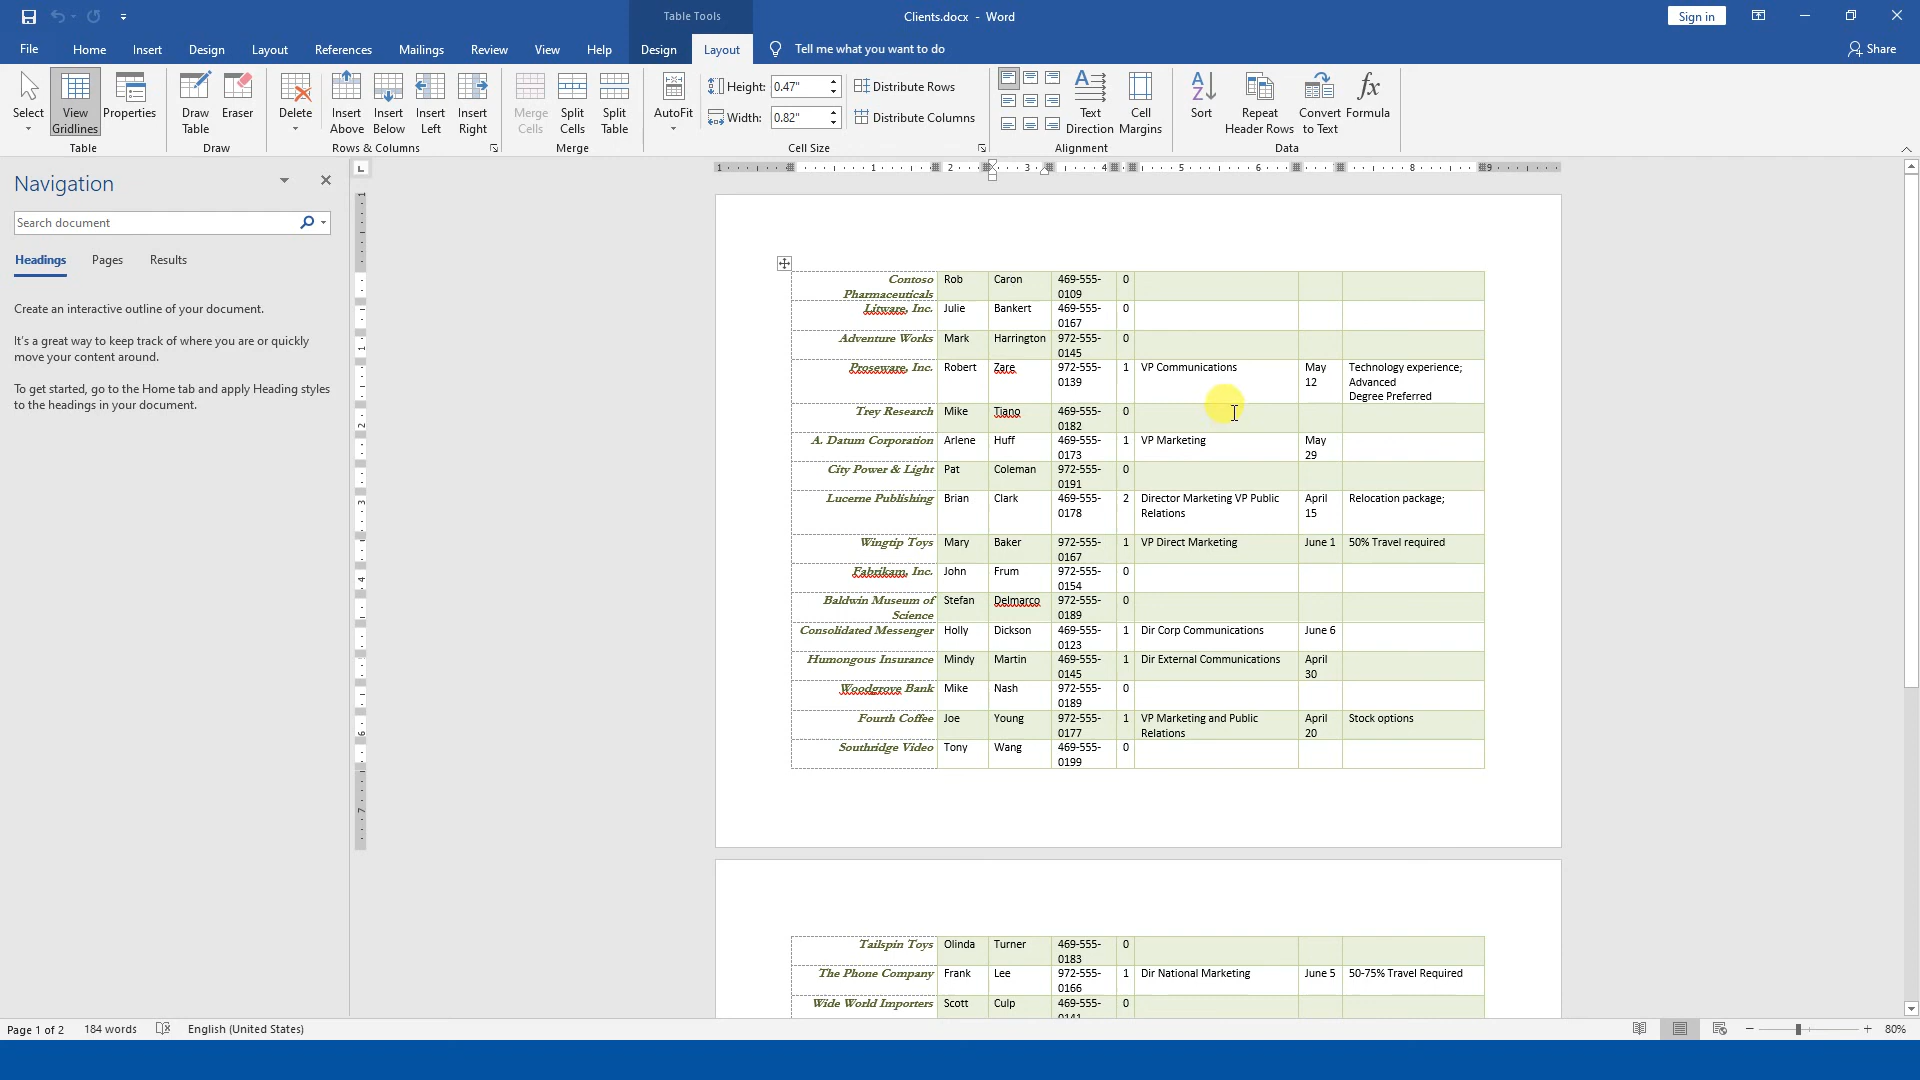 Table Tools
Clients.docx - Word
Sign in
File Home Insert Design Layout References Mailings Review View Help Design Layout Tell me what you want to do Share
Select View Gridlines Properties Draw Table Eraser Delete Insert Above Insert Below Insert Left Insert Right Merge Cells Split Cells Split Table AutoFit Height: 0.47" Distribute Rows
Width: 0.82" Distribute Columns
Text Direction Cell Margins Sort Repeat Header Rows Convert to Text Formula
Table Draw Rows & Columns Merge Cell Size Alignment Data
Navigation
Search document
Headings Pages Results
Create an interactive outline of your document.
It's a great way to keep track of where you are or quickly
move your content around.
To get started, go to the Home tab and apply Heading styles
to the headings in your document.
1 1 2 3 4 5 6 8 9
1
1
2
3
4
6
7
Contoso Rob Caron 469-555- 0
Pharmaceuticals 0109
Litware, Inc. Julie Bankert 469-555- 0
0167
Adventure Works Mark Harrington 972-555- 0
0145
Proseware, Inc. Robert Zare 972-555- 1 VP Communications May Technology experience;
0139 12 Advanced
Degree Preferred
Trey Research Mike Tiano 469-555- 0
0182
A. Datum Corporation Arlene Huff 469-555- 1 VP Marketing May
0173 29
City Power & Light Pat Coleman 972-555- 0
0191
Lucerne Publishing Brian Clark 469-555- 2 Director Marketing VP Public April Relocation package;
0178 Relations 15
Wingtip Toys Mary Baker 972-555- 1 VP Direct Marketing June 1 50% Travel required
0167
Fabrikam, Inc. John Frum 972-555- 0
0154
Baldwin Museum of Stefan Delmarco 972-555- 0
Science 0189
Consolidated Messenger Holly Dickson 469-555- 1 Dir Corp Communications June 6
0123
Humongous Insurance Mindy Martin 469-555- 1 Dir External Communications April
0145 30
Woodgrove Bank Mike Nash 972-555- 0
0189
Fourth Coffee Joe Young 972-555- 1 VP Marketing and Public April Stock options
0177 Relations 20
Southridge Video Tony Wang 469-555- 0
0199
Tailspin Toys Olinda Turner 469-555- 0
0183
The Phone Company Frank Lee 972-555- 1 Dir National Marketing June 5 50-75% Travel Required
0166
Wide World Importers Scott Culp 469-555- 0
0141
Page 1 of 2 184 words English (United States) 80%